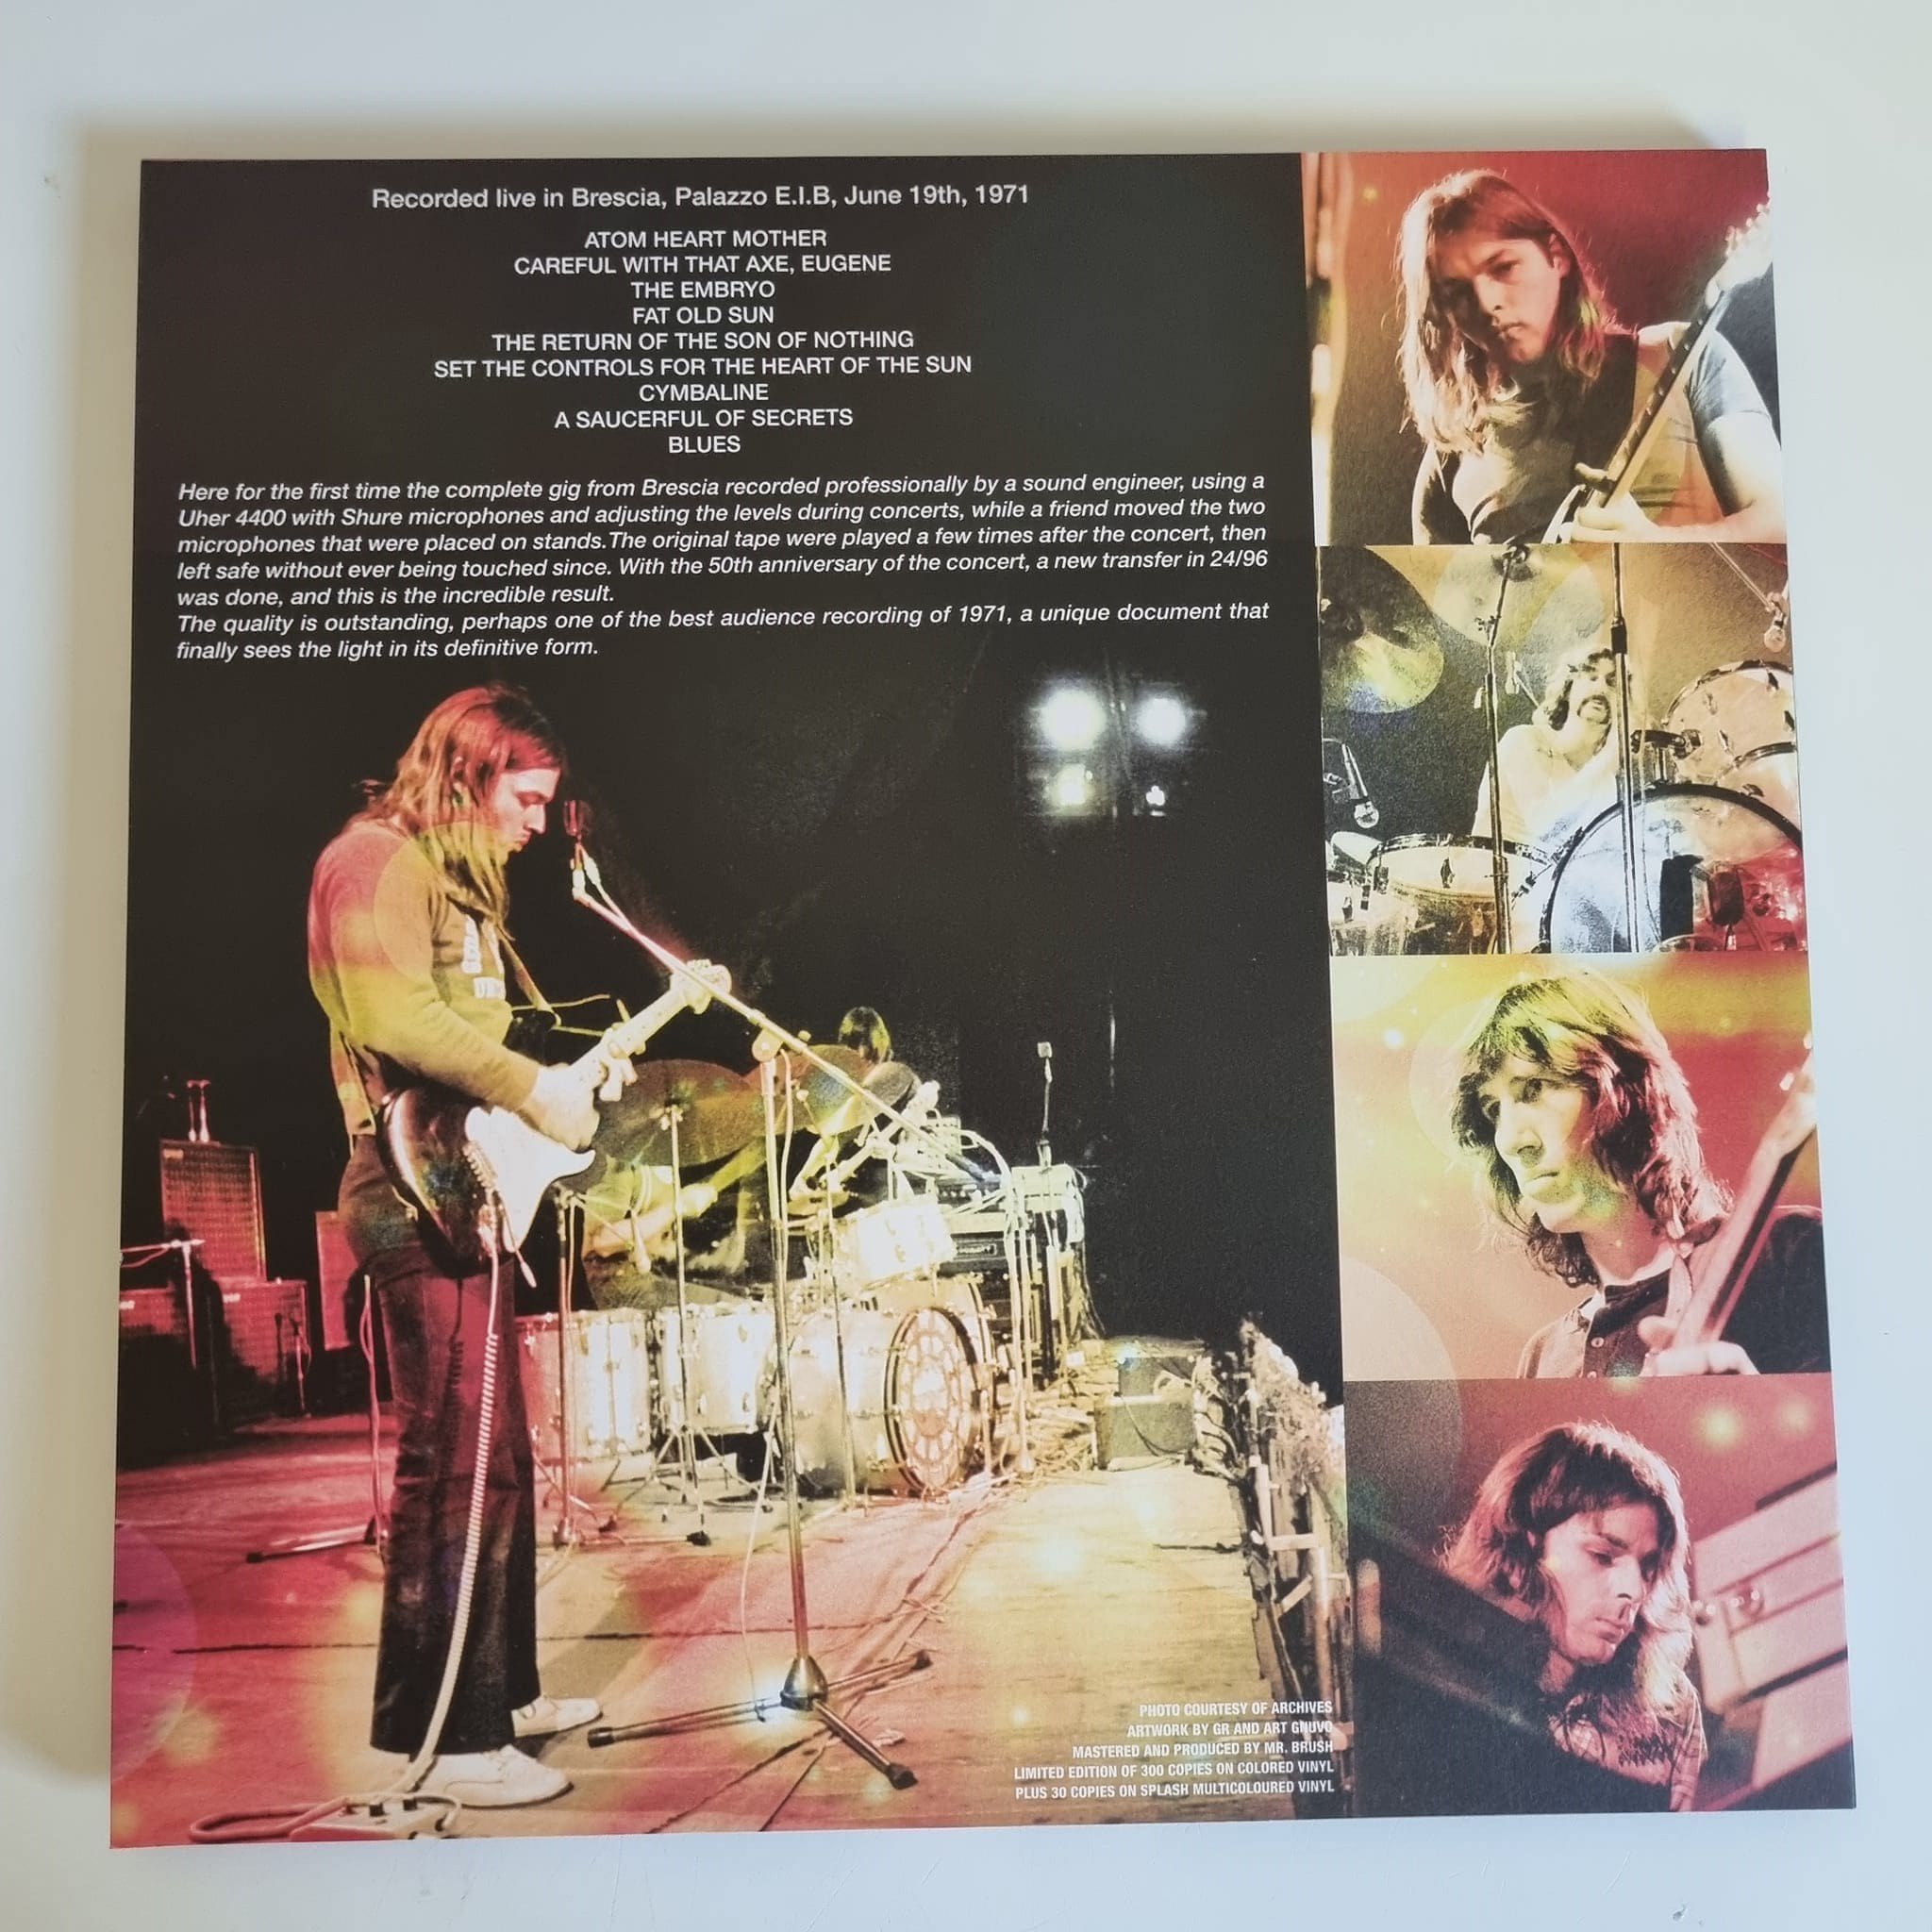 Recorded live in Brescia, Palazzo E.I.B, June 19th, 1971
ATOM HEART MOTHER
CAREFUL WITH THAT AXE, EUGENE
THE EMBRYO
FAT OLD SUN
THE RETURN OF THE SON OF NOTHING
SET THE CONTROLS FOR THE HEART OF THE SUN
CYMBALINE
A SAUCERFUL OF SECRETS
BLUES
Here for the first time the complete gig from Brescia recorded professionally by a sound engineer, using a
Uher 4400 with Shure microphones and adjusting the levels during concerts, while a friend moved the two
microphones that were placed on stands.The original tape were played a few times after the concert, then
left safe without ever being touched since. With the 50th anniversary of the concert, a new transfer in 24/96
was done, and this is the incredible result.
The quality is outstanding, perhaps one of the best audience recording of 1971, a unique document that
finally sees the light in its definitive form.
PHOTO COURTESY OF ARCHIVES
ARTWORK BY GR AND ART GNUVO
MASTERED AND PRODUCED BY MR. BRUSH
LIMITED EDITION OF 300 COPIES ON COLORED VINYL
PLUS 30 COPIES ON SPLASH MULTICOLOURED VINYL